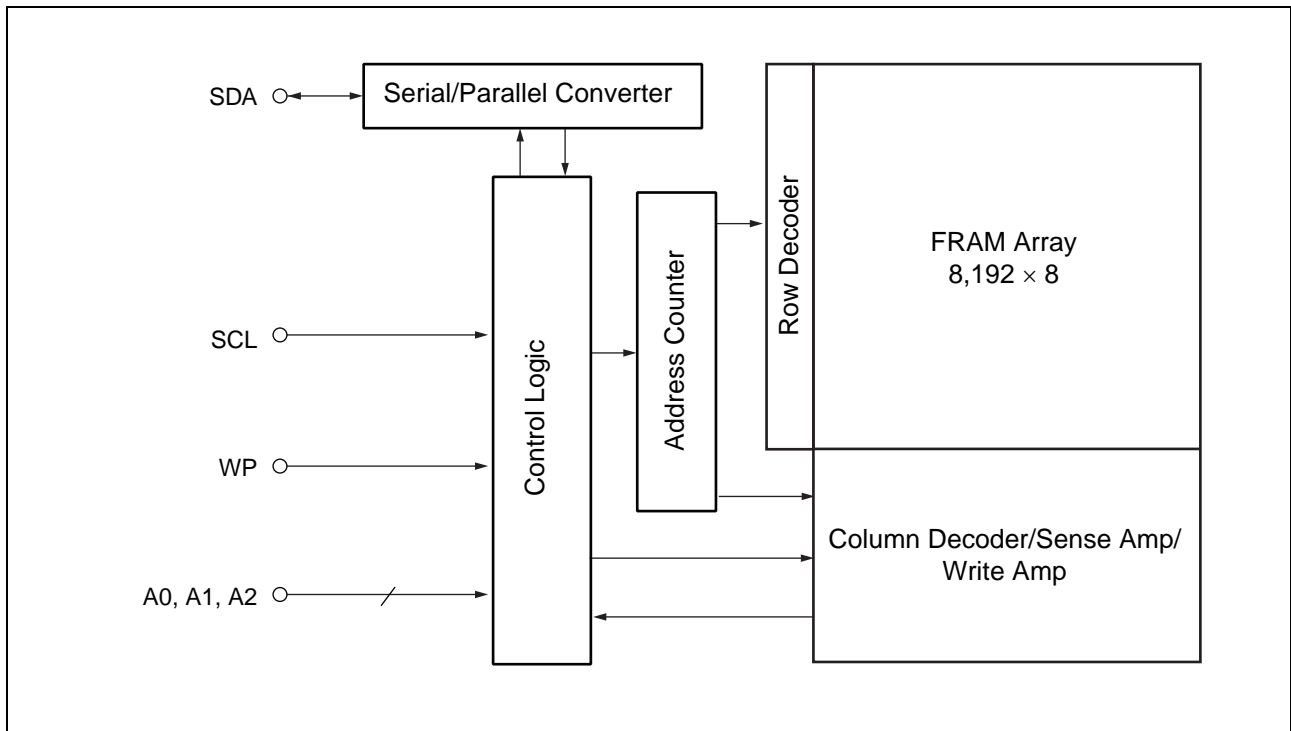 SDA
Serial/Parallel Converter
SCL
WP
A0, A1, A2
Control Logic
Address Counter
Row Decoder
FRAM Array
8,192 × 8
Column Decoder/Sense Amp/
Write Amp